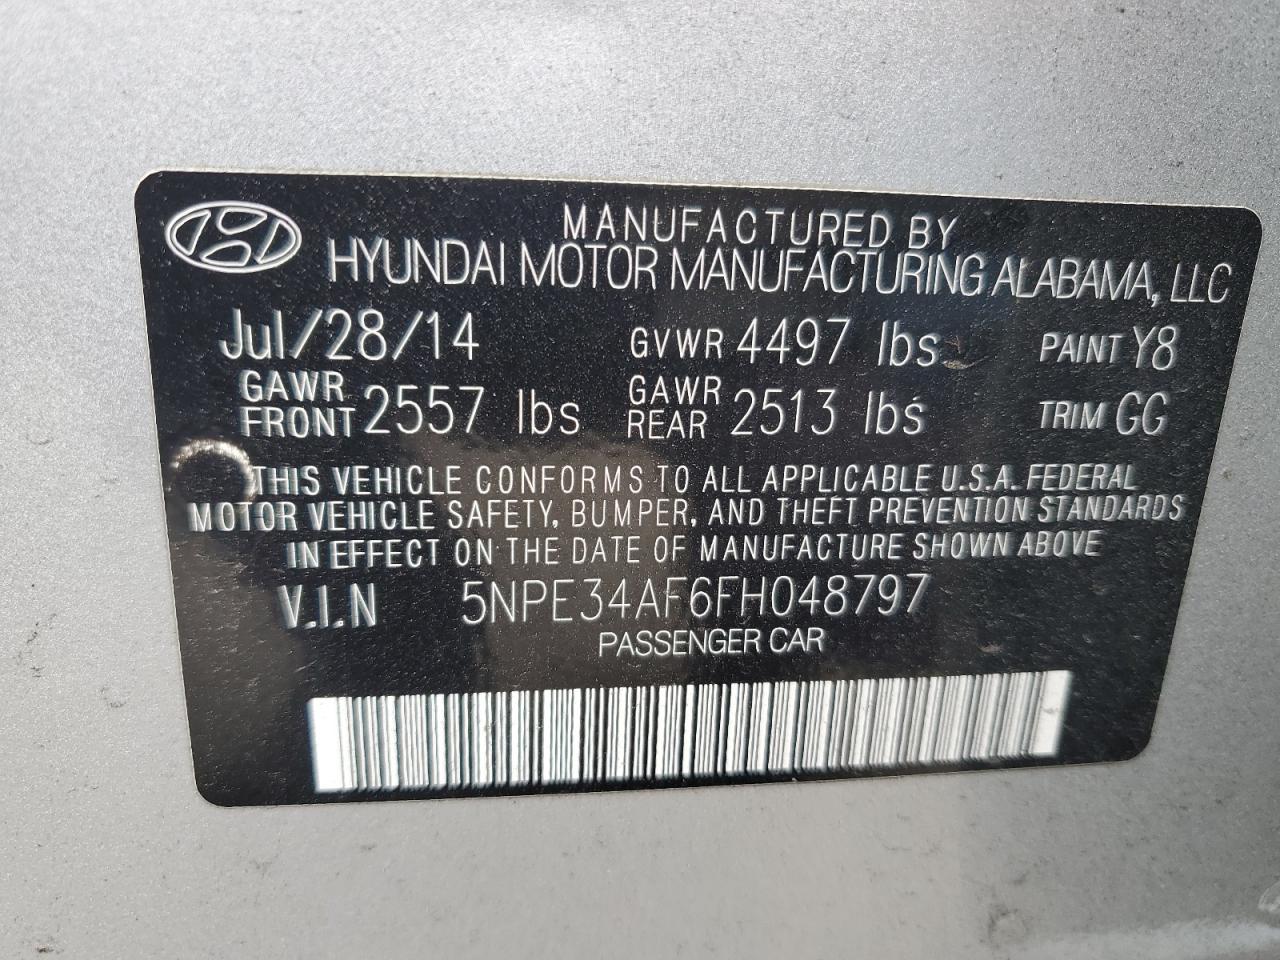 MANUFACTURED BY
HYUNDAI MOTOR MANUFACTURING ALABAMA, LLC
Jul/28/14 GVWR 4497 lbs PAINT Y8
GAWR FRONT 2557 lbs GAWR REAR 2513 lbs TRIM GG
THIS VEHICLE CONFORMS TO ALL APPLICABLE U.S.A. FEDERAL
MOTOR VEHICLE SAFETY, BUMPER, AND THEFT PREVENTION STANDARDS
IN EFFECT ON THE DATE OF MANUFACTURE SHOWN ABOVE
V.I.N 5NPE34AF6FH048797
PASSENGER CAR